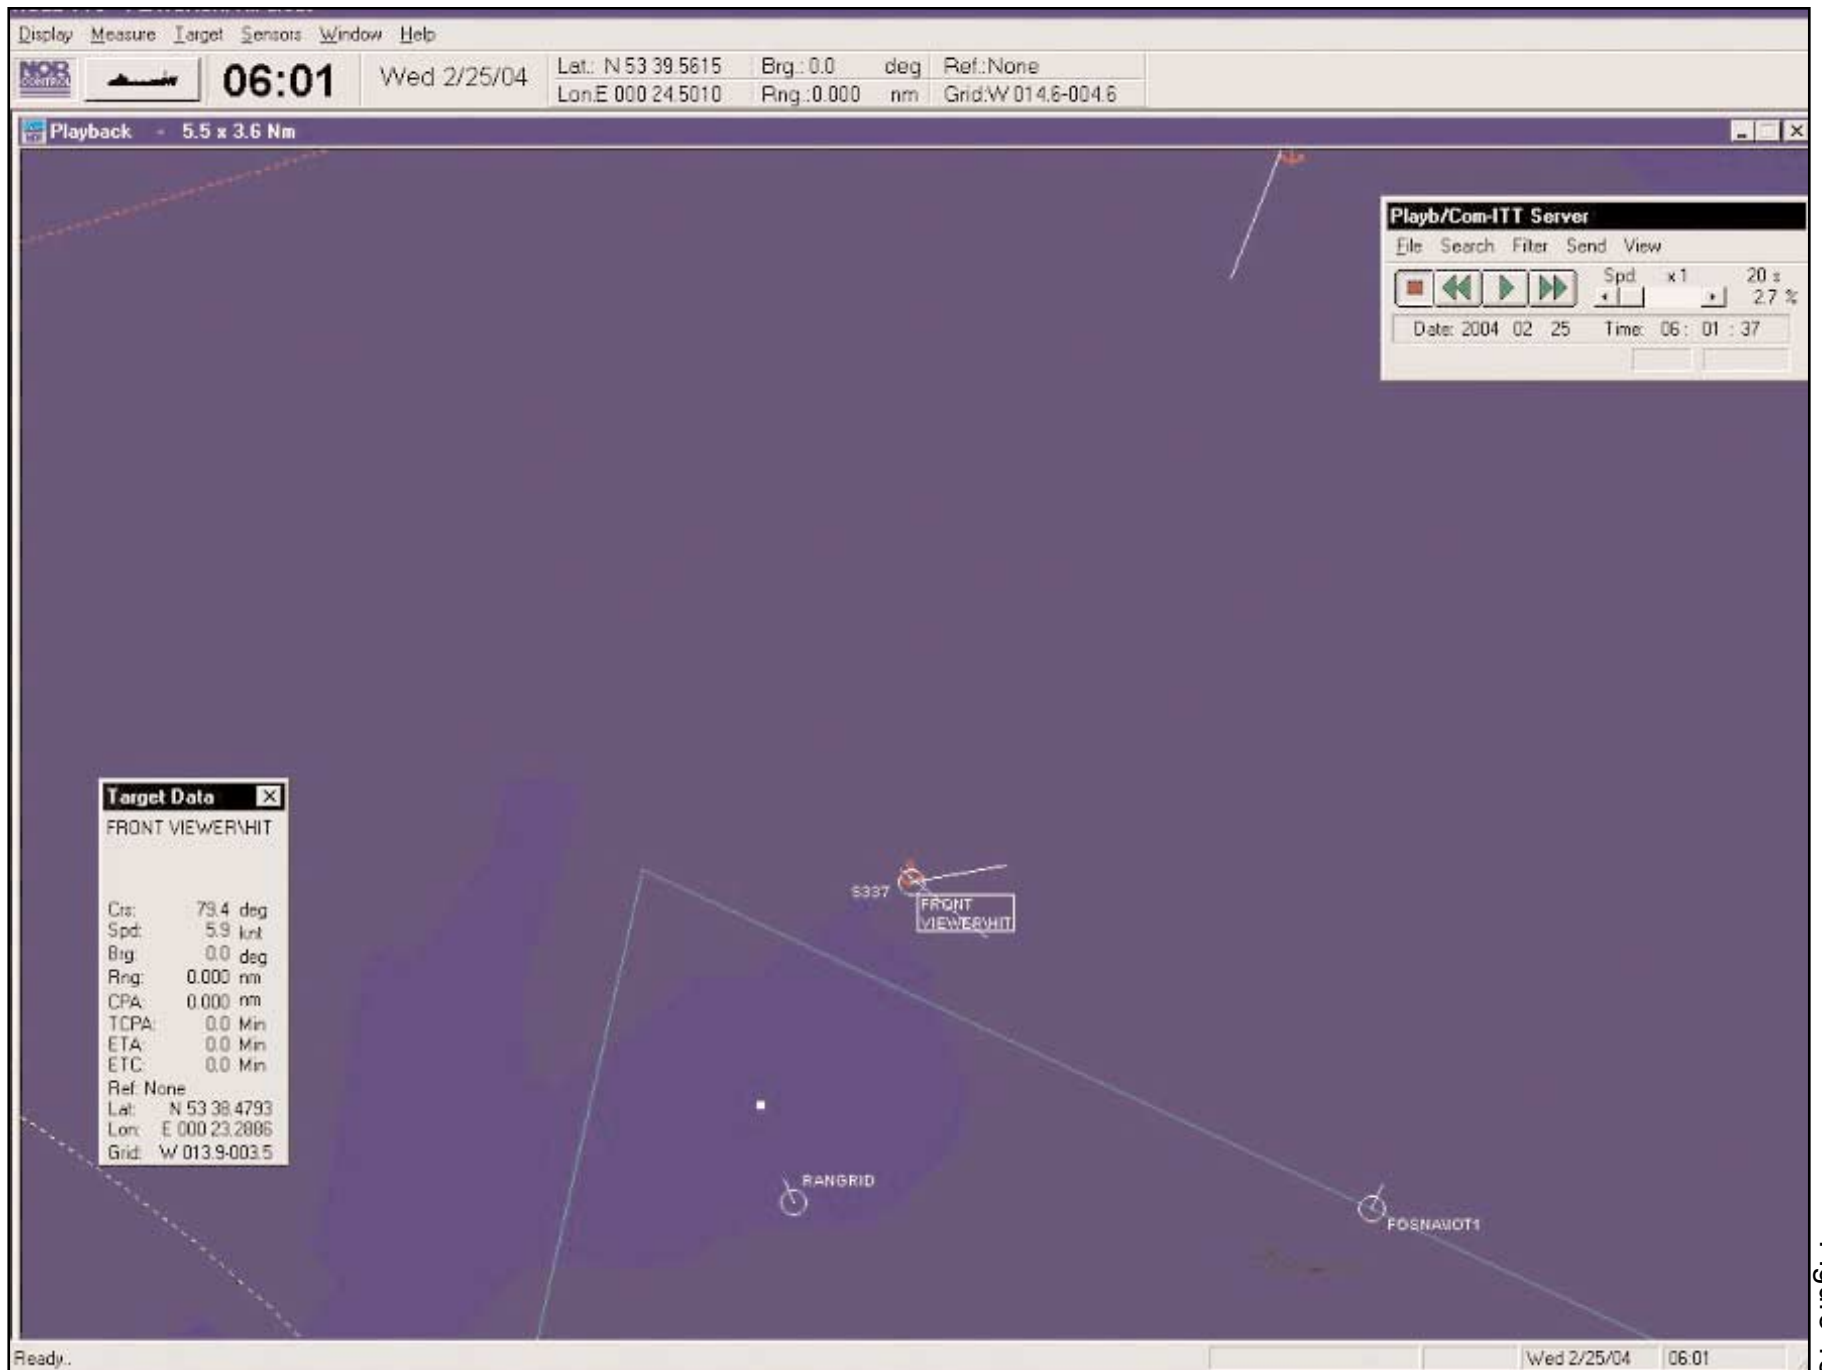 Display Measure Target Sensors Window Help
NOR CONTROL
06:01
Wed 2/25/04
Lat.: N 53 39.5615 Brg.: 0.0 deg Ref.:None
Lon.E 000 24.5010 Rng.:0.000 nm Grid:W 014.6-004.6
Playback - 5.5 x 3.6 Nm
Playb/Com-ITT Server
File Search Filter Send View
Spd x1 20 s
2.7 %
Date: 2004 02 25 Time: 06 : 01 : 37
Target Data
FRONT VIEWER\HIT
Crs: 79.4 deg
Spd: 5.9 knt
Brg: 0.0 deg
Rng: 0.000 nm
CPA: 0.000 nm
TCPA: 0.0 Min
ETA: 0.0 Min
ETC: 0.0 Min
Ref: None
Lat: N 53 38.4793
Lon: E 000 23.2886
Grid: W 013.9-003.5
S337
FRONT
VIEWER\HIT
RANGRID
FOSNA\IOT1
Ready..
Wed 2/25/04 06:01